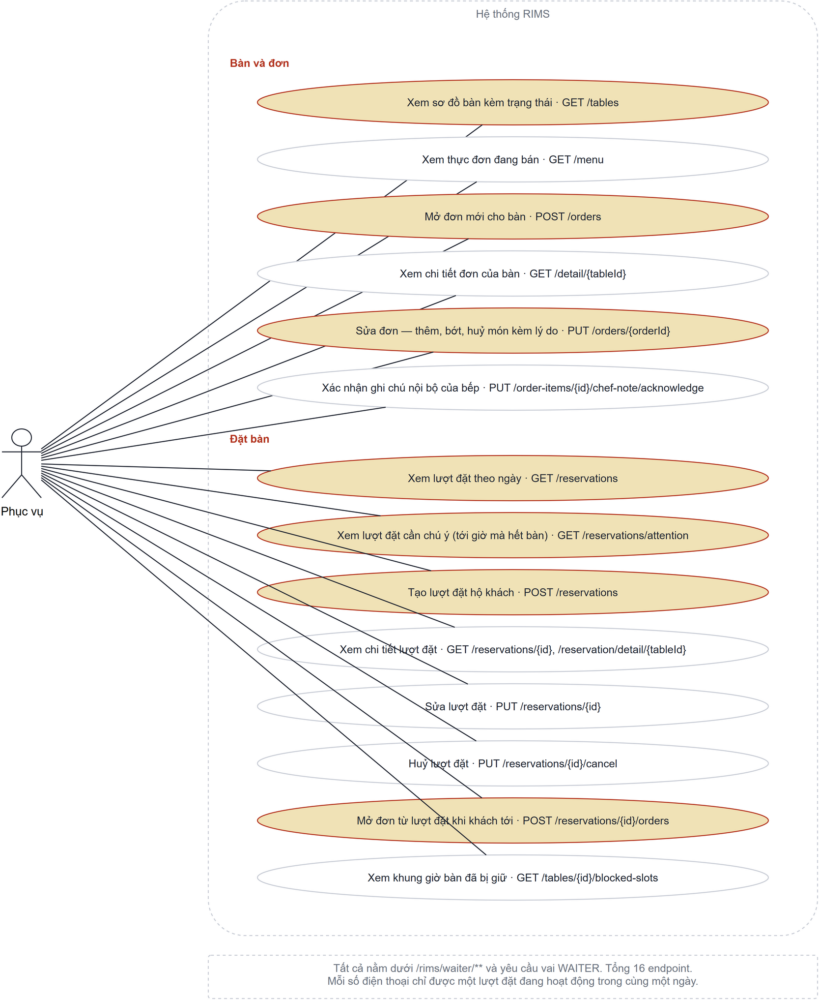 Hệ thống RIMS
Bàn và đơn
Xem sơ đồ bàn kèm trạng thái · GET /tables
Xem thực đơn đang bán · GET /menu
Mở đơn mới cho bàn · POST /orders
Xem chi tiết đơn của bàn · GET /detail/{tableId}
Sửa đơn — thêm, bớt, huỷ món kèm lý do · PUT /orders/{orderId}
Xác nhận ghi chú nội bộ của bếp · PUT /order-items/{id}/chef-note/acknowledge
Đặt bàn
Xem lượt đặt theo ngày · GET /reservations
Phục vụ
Xem lượt đặt cần chú ý (tới giờ mà hết bàn) · GET /reservations/attention
Tạo lượt đặt hộ khách · POST /reservations
Xem chi tiết lượt đặt · GET /reservations/{id}, /reservation/detail/{tableId}
Sửa lượt đặt · PUT /reservations/{id}
Huỷ lượt đặt · PUT /reservations/{id}/cancel
Mở đơn từ lượt đặt khi khách tới · POST /reservations/{id}/orders
Xem khung giờ bàn đã bị giữ · GET /tables/{id}/blocked-slots
Tất cả nằm dưới /rims/waiter/** và yêu cầu vai WAITER. Tổng 16 endpoint.
Mỗi số điện thoại chỉ được một lượt đặt đang hoạt động trong cùng một ngày.